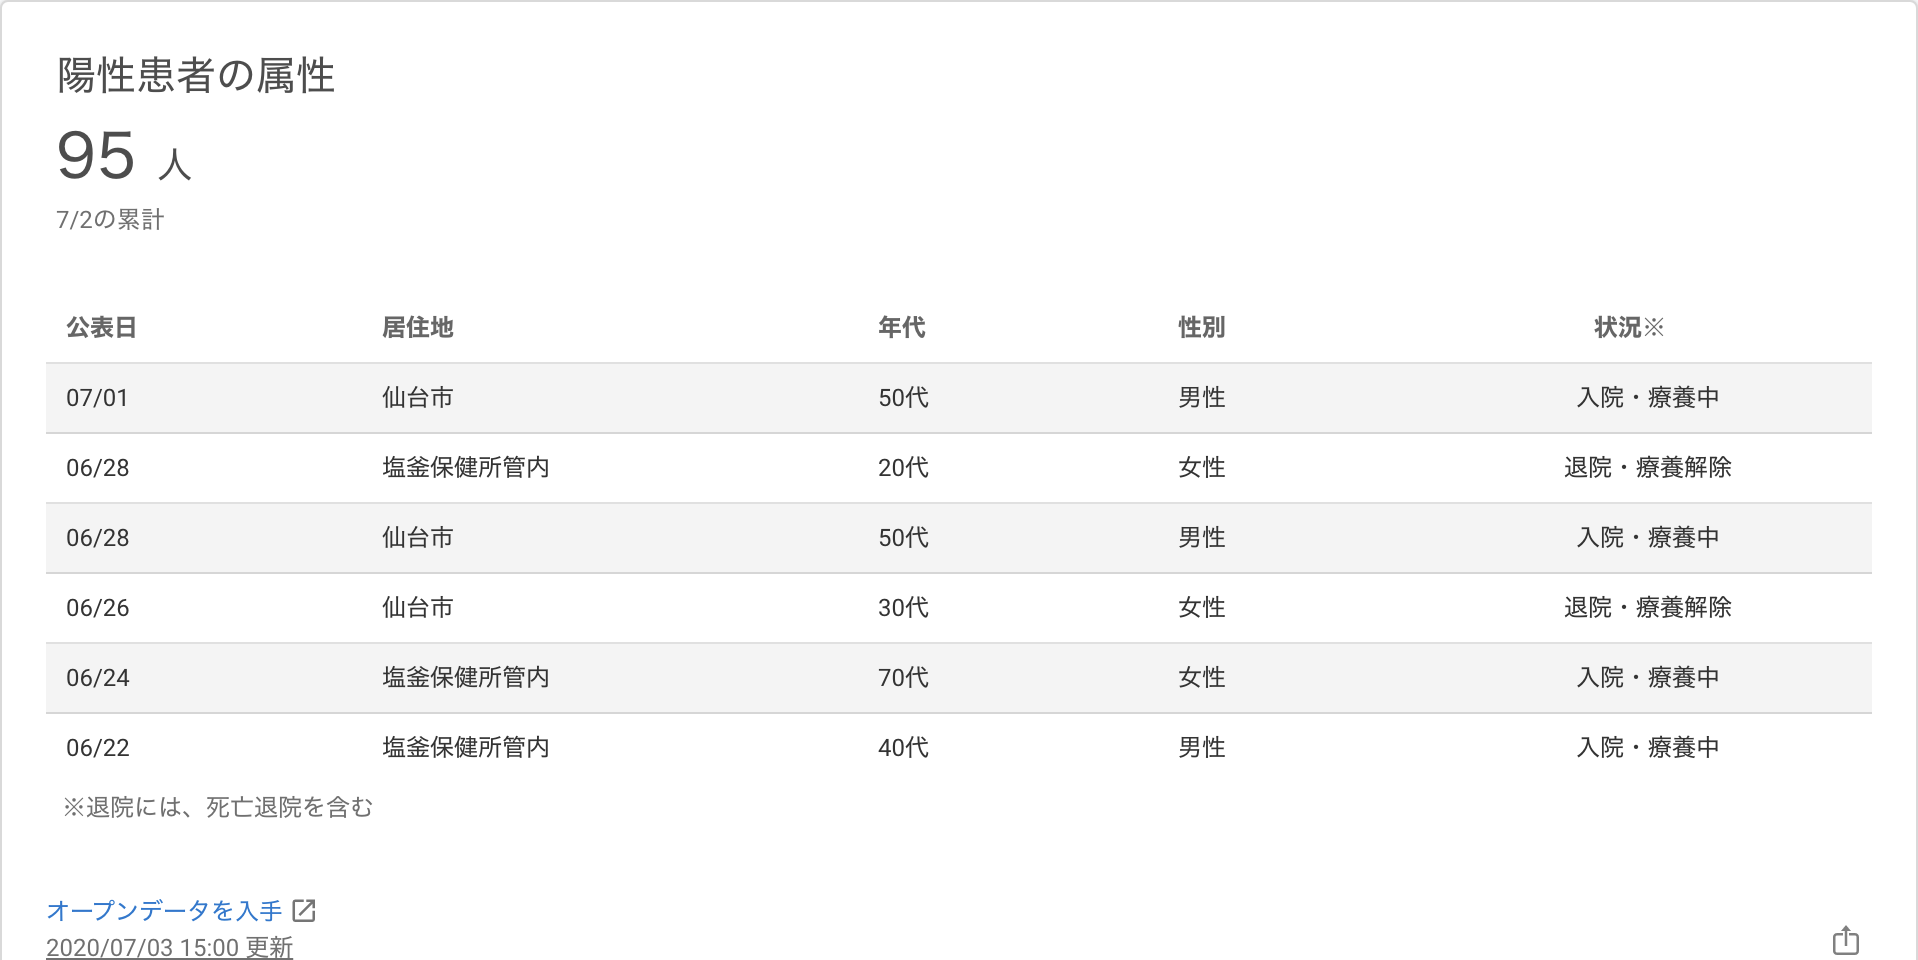 陽性患者の属性
95 人
7/2の累計
公表日 居住地 年代 性別 状況※
07/01 仙台市 50代 男性 入院・療養中
06/28 塩釜保健所管内 20代 女性 退院・療養解除
06/28 仙台市 50代 男性 入院・療養中
06/26 仙台市 30代 女性 退院・療養解除
06/24 塩釜保健所管内 70代 女性 入院・療養中
06/22 塩釜保健所管内 40代 男性 入院・療養中
※退院には、死亡退院を含む
オープンデータを入手
2020/07/03 15:00 更新